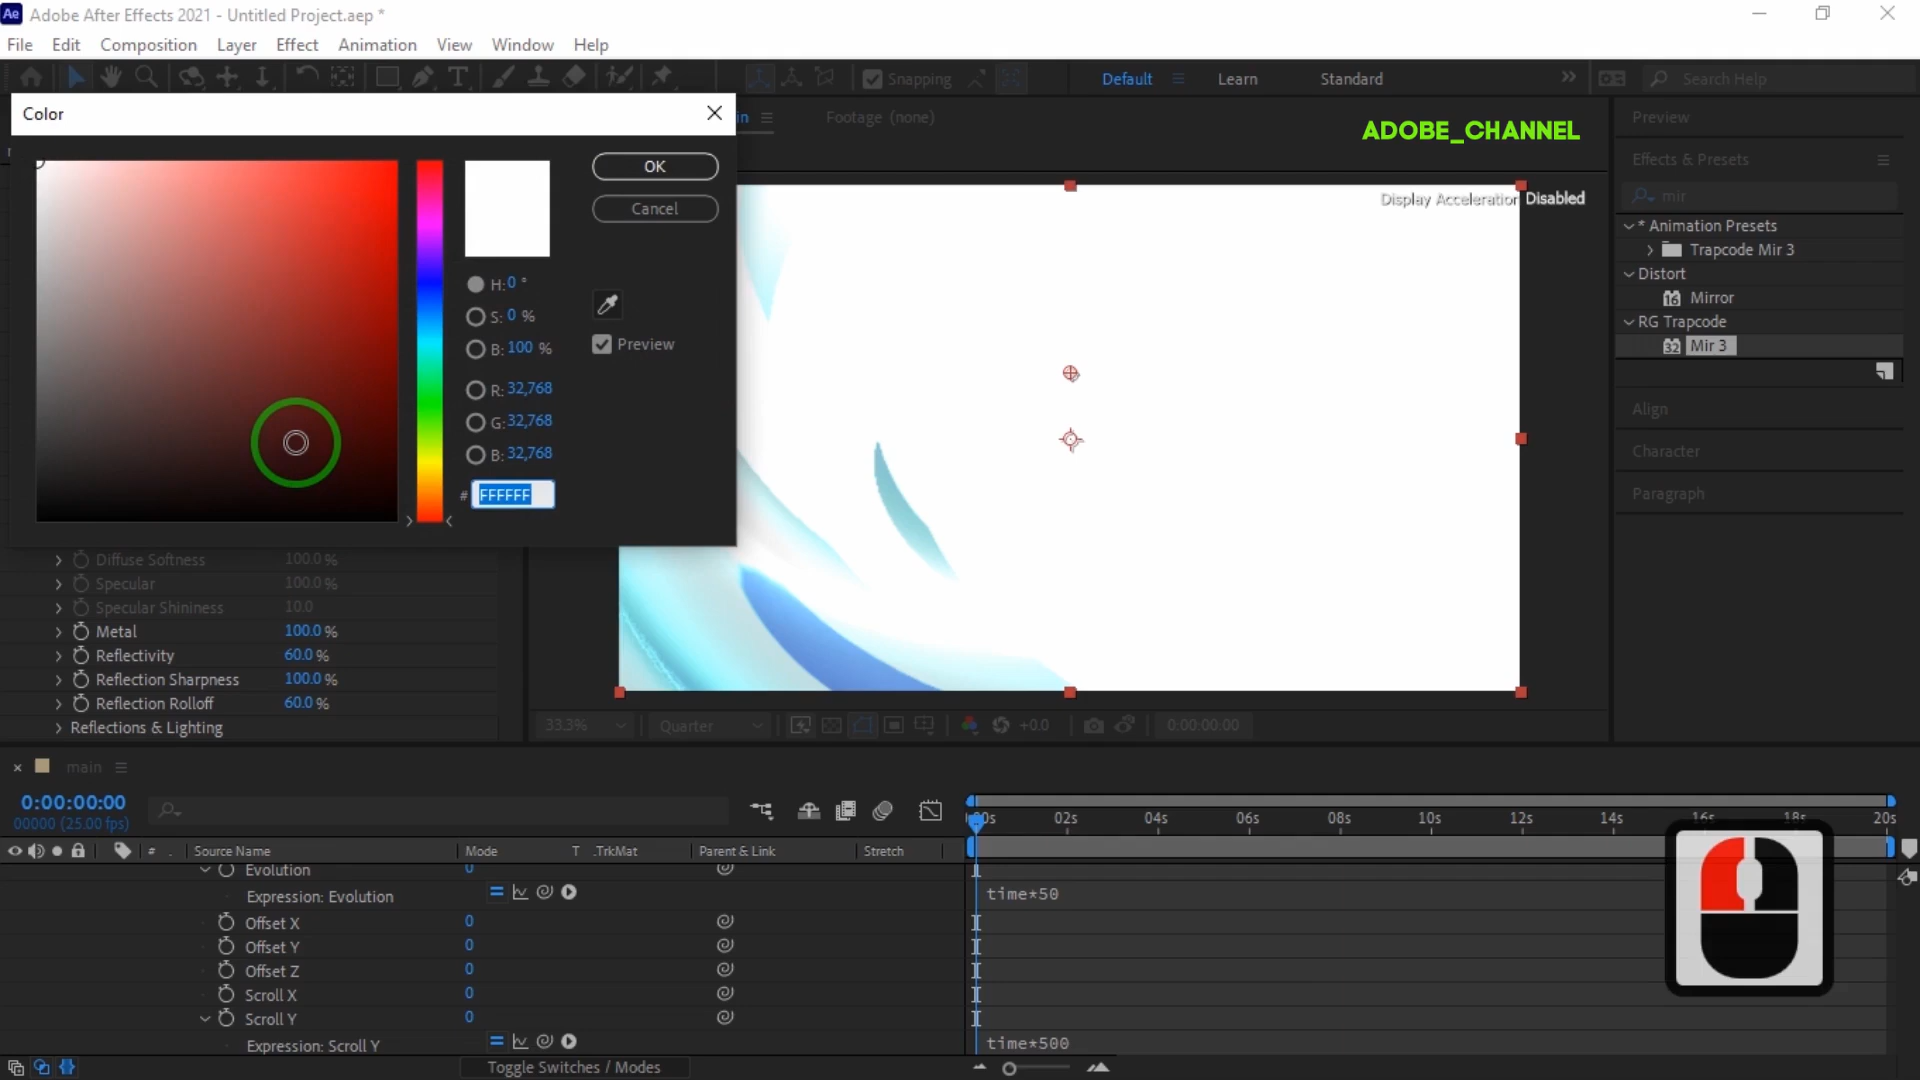 Ae Adobe After Effects 2021 - Untitled Project.aep *
File Edit Composition Layer Effect Animation View Window Help
Snapping Default Learn Standard Search Help
Color
Footage (none)
ADOBE_CHANNEL
Preview
OK
Cancel
Display Acceleration Disabled
Effects & Presets
mir
* Animation Presets
Trapcode Mir 3
Distort
16 Mirror
RG Trapcode
32 Mir 3
H: 0 °
S: 0 %
B: 100 %
Preview
R: 32,768
G: 32,768
B: 32,768
# FFFFFF
Align
Character
Paragraph
Diffuse Softness 100.0 %
Specular 100.0 %
Specular Shininess 10.0
Metal 100.0 %
Reflectivity 60.0 %
Reflection Sharpness 100.0 %
Reflection Rolloff 60.0 %
Reflections & Lighting
33.3% Quarter +0.0 0:00:00:00
× main
0:00:00:00
00000 (25.00 fps)
02s 04s 06s 08s 10s 12s 14s 16s 18s 20s
# Source Name Mode T .TrkMat Parent & Link Stretch
Evolution 0
Expression: Evolution time*50
Offset X 0
Offset Y 0
Offset Z 0
Scroll X 0
Scroll Y 0
Expression: Scroll Y time*500
Toggle Switches / Modes